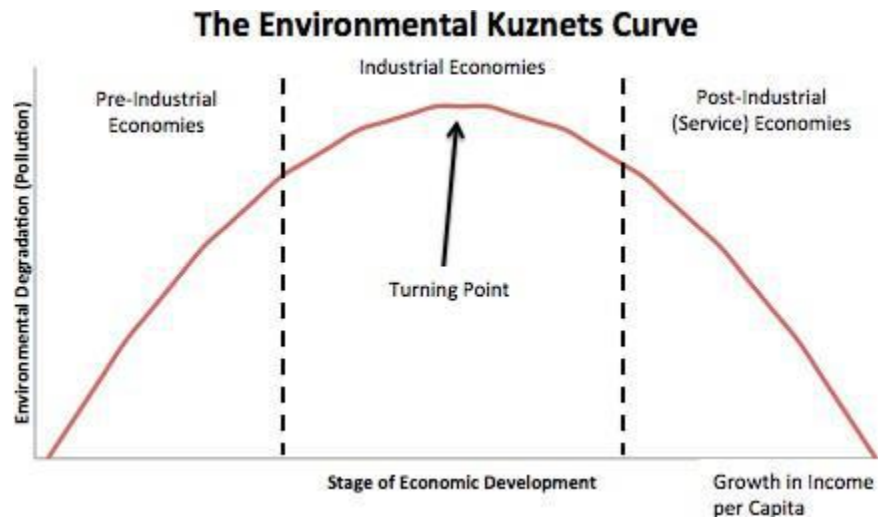 The Environmental Kuznets Curve
Industrial Economies
Pre-Industrial
Economies
Post-Industrial
(Service) Economies
Environmental Degradation (Pollution)
Turning Point
Stage of Economic Development
Growth in Income
per Capita